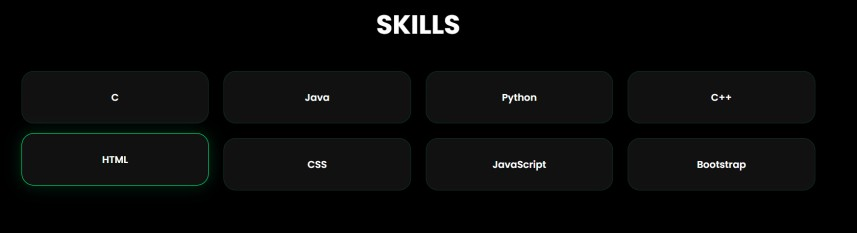 SKILLS
C
Java
Python
C++
HTML
CSS
JavaScript
Bootstrap